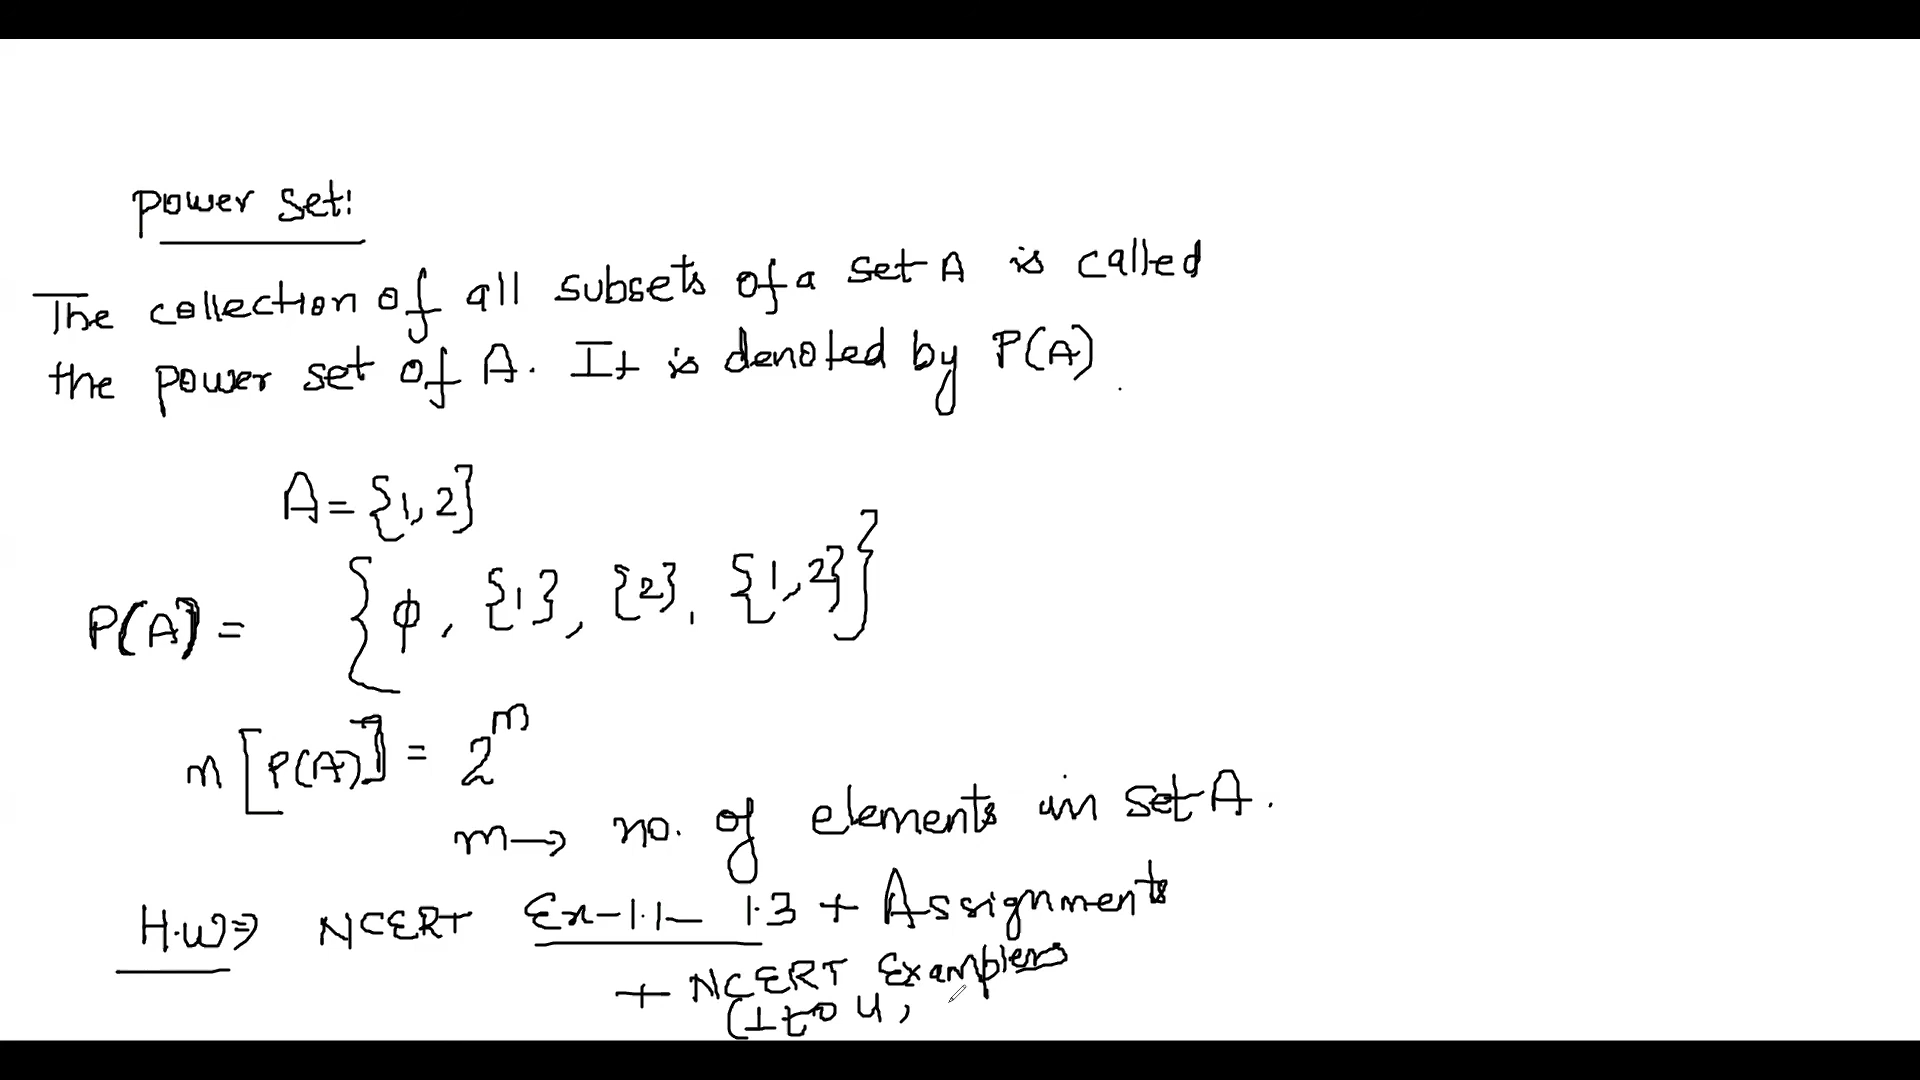 Power Set:
The collection of all subsets of a set A is called
the power set of A. It is denoted by P(A).
A = {1, 2}
P(A) = {ϕ, {1}, {2}, {1, 2}}
n[P(A)] = 2^m
m → no. of elements in set A.
H.W ⇒ NCERT Ex-1.1– 1.3 + Assignments
+ NCERT Examplers
(1 to 4,